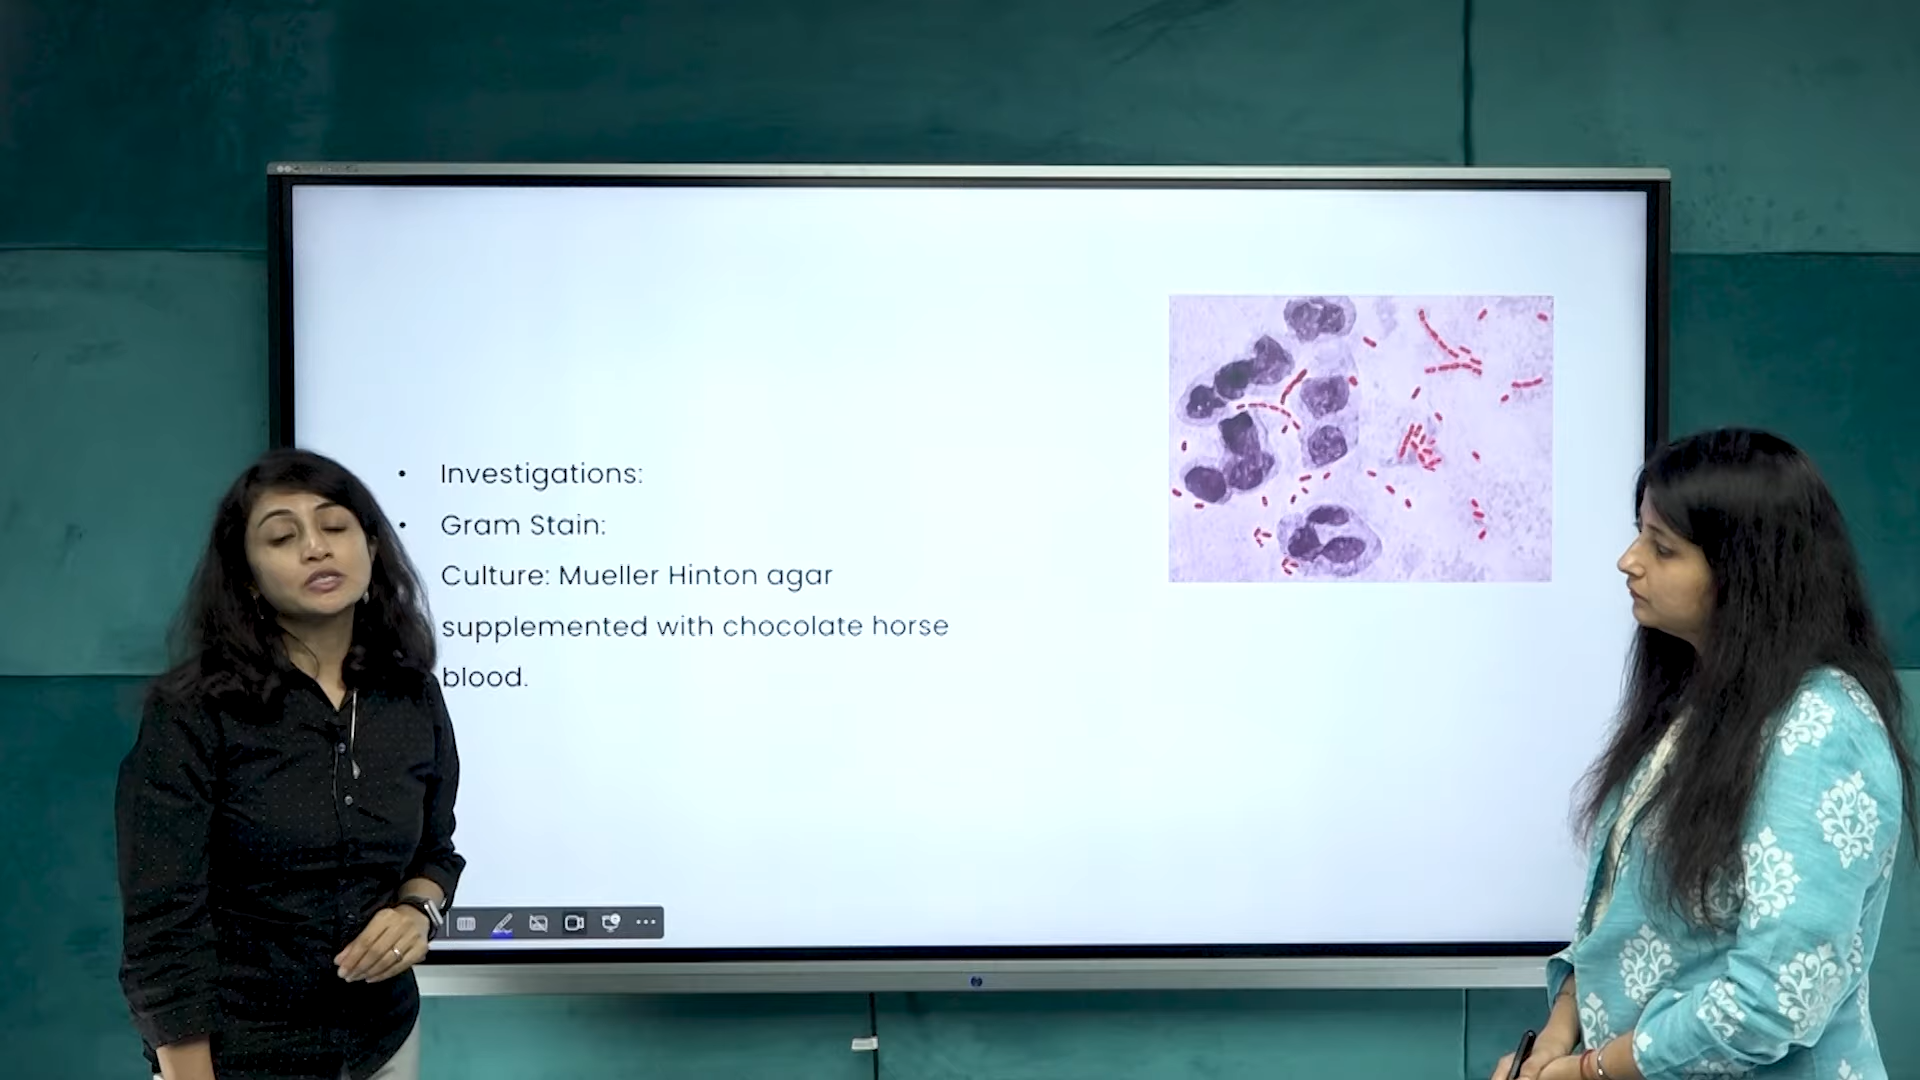 • Investigations:
• Gram Stain:
Culture: Mueller Hinton agar
supplemented with chocolate horse
blood.